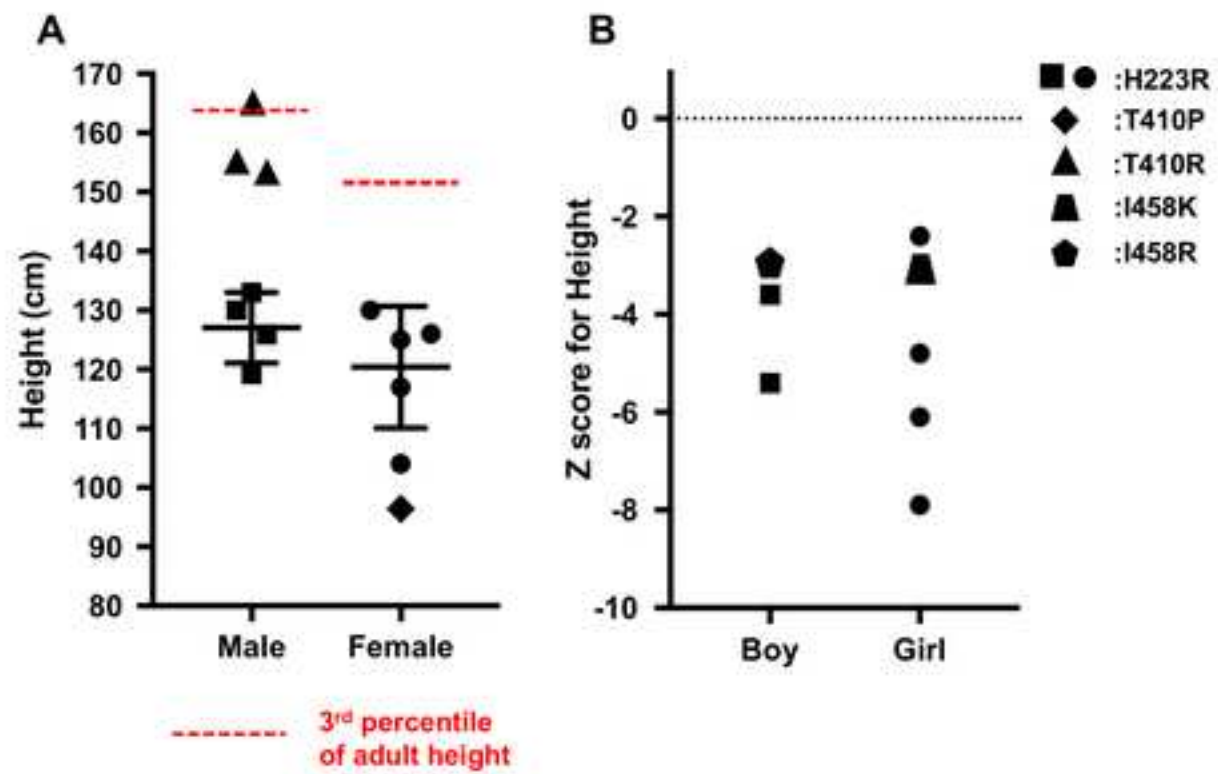 A
Height (cm)
170
160
150
140
130
120
110
100
90
80
Male Female
3rd percentile
of adult height
B
Z score for Height
0
-2
-4
-6
-8
-10
Boy Girl
:H223R
:T410P
:T410R
:I458K
:I458R